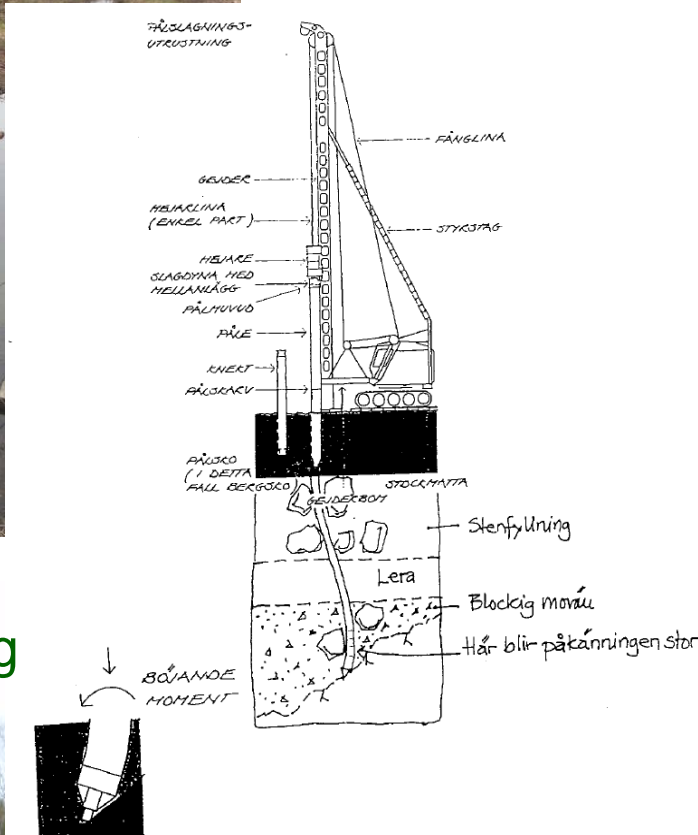 PÅLSLAGNINGS-
UTRUSTNING
FÅNGLINA
GEJDER
HEJARLINA
(ENKEL PART)
STYRSTAG
HEJARE
SLAGDYNA MED
MELLANLÄGG
PÅLHUVUD
PÅLE
KNEKT
PÅLSKARV
PÅLSKO
(I DETTA
FALL BERGSKO)
STOCKMATTA
GEJDERBOM
Stenfyllning
Lera
Blockig morän
Här blir påkänningen stor
g
BÖJANDE
MOMENT